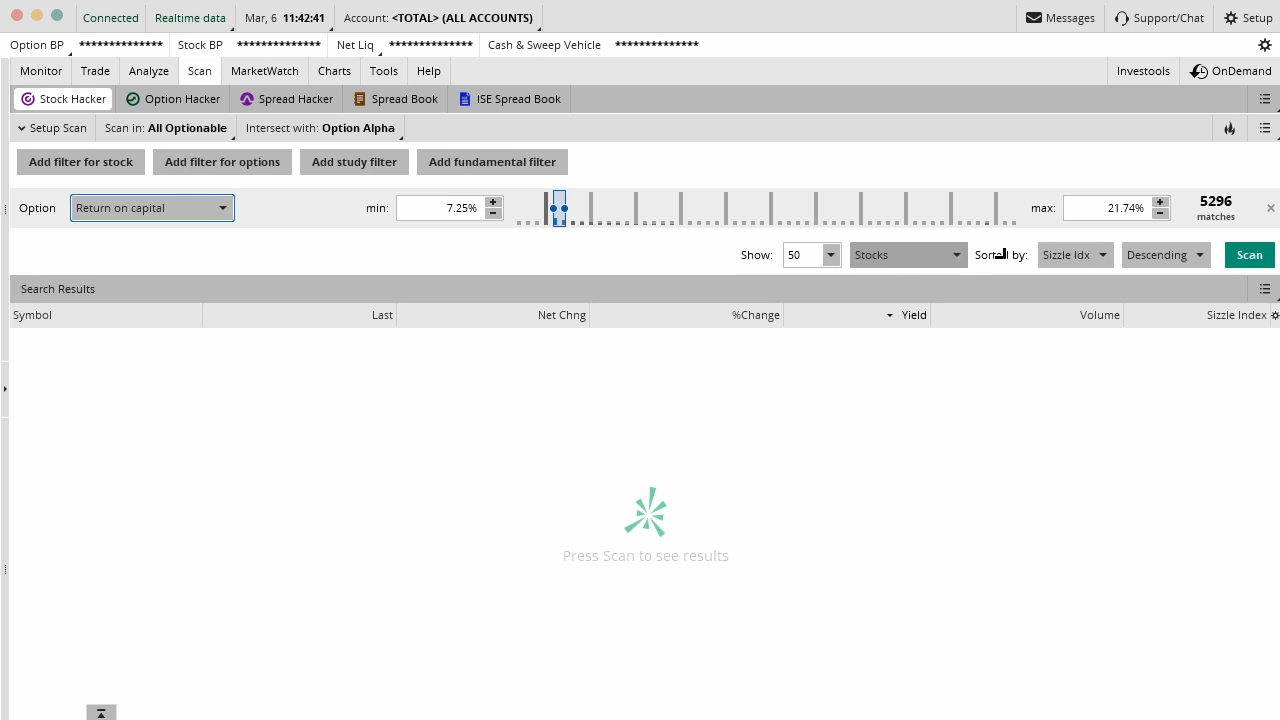 Connected Realtime data Mar, 6 11:42:41 Account: <TOTAL> (ALL ACCOUNTS) Messages Support/Chat Setup
Option BP ************** Stock BP ************** Net Liq ************** Cash & Sweep Vehicle **************
Monitor Trade Analyze Scan MarketWatch Charts Tools Help Investools OnDemand
Stock Hacker Option Hacker Spread Hacker Spread Book ISE Spread Book
Setup Scan Scan in: All Optionable Intersect with: Option Alpha
Add filter for stock Add filter for options Add study filter Add fundamental filter
Option Return on capital min: 7.25% max: 21.74% 5296
matches
Show: 50 Stocks by: Sizzle Idx Descending Scan
Search Results
Symbol Last Net Chng %Change Yield Volume Sizzle Index
Press Scan to see results